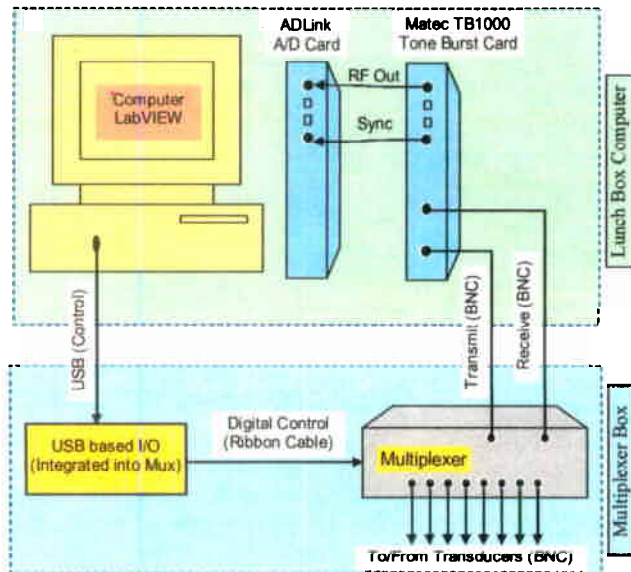 ADLink
A/D Card
Matec TB1000
Tone Burst Card
Computer
LabVIEW
RF Out
Sync
Lunch Box Computer
USB (Control)
Transmit (BNC)
Receive (BNC)
Digital Control
(Ribbon Cable)
USB based I/O
(Integrated into Mux)
Multiplexer
Multiplexer Box
To/From Transducers (BNC)